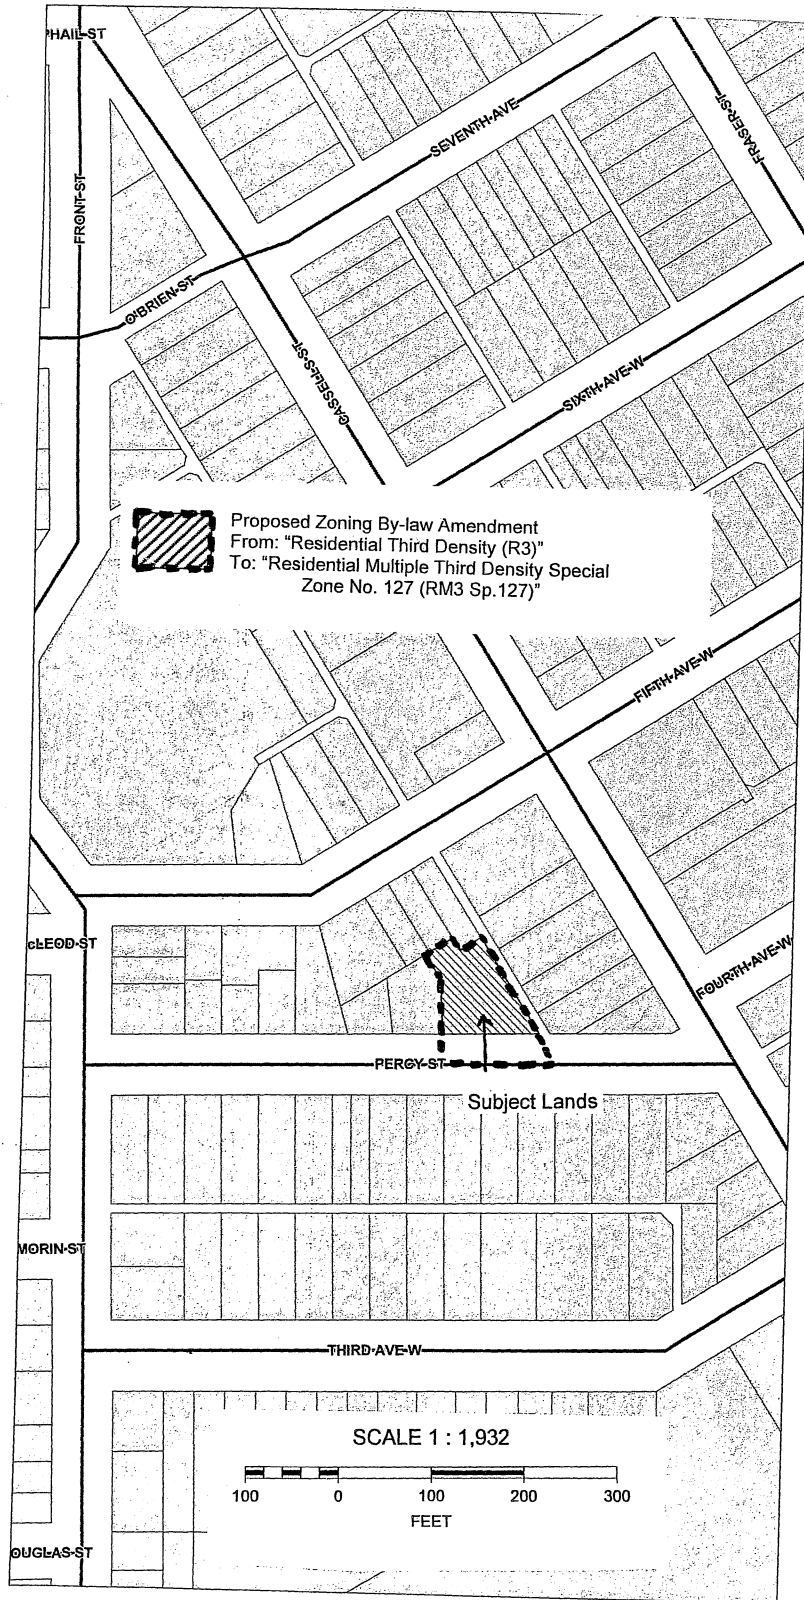 PHAIL ST
SEVENTH AVE
FRASER ST
FRONT ST
O'BRIEN ST
CASSELLS ST
SIXTH AVE W
Proposed Zoning By-law Amendment
From: "Residential Third Density (R3)"
To: "Residential Multiple Third Density Special
Zone No. 127 (RM3 Sp.127)"
FIFTH AVE W
cLEOD ST
FOURTH AVE W
PERCY ST
Subject Lands
MORIN ST
THIRD AVE W
SCALE 1 : 1,932
100 0 100 200 300
FEET
OUGLAS ST